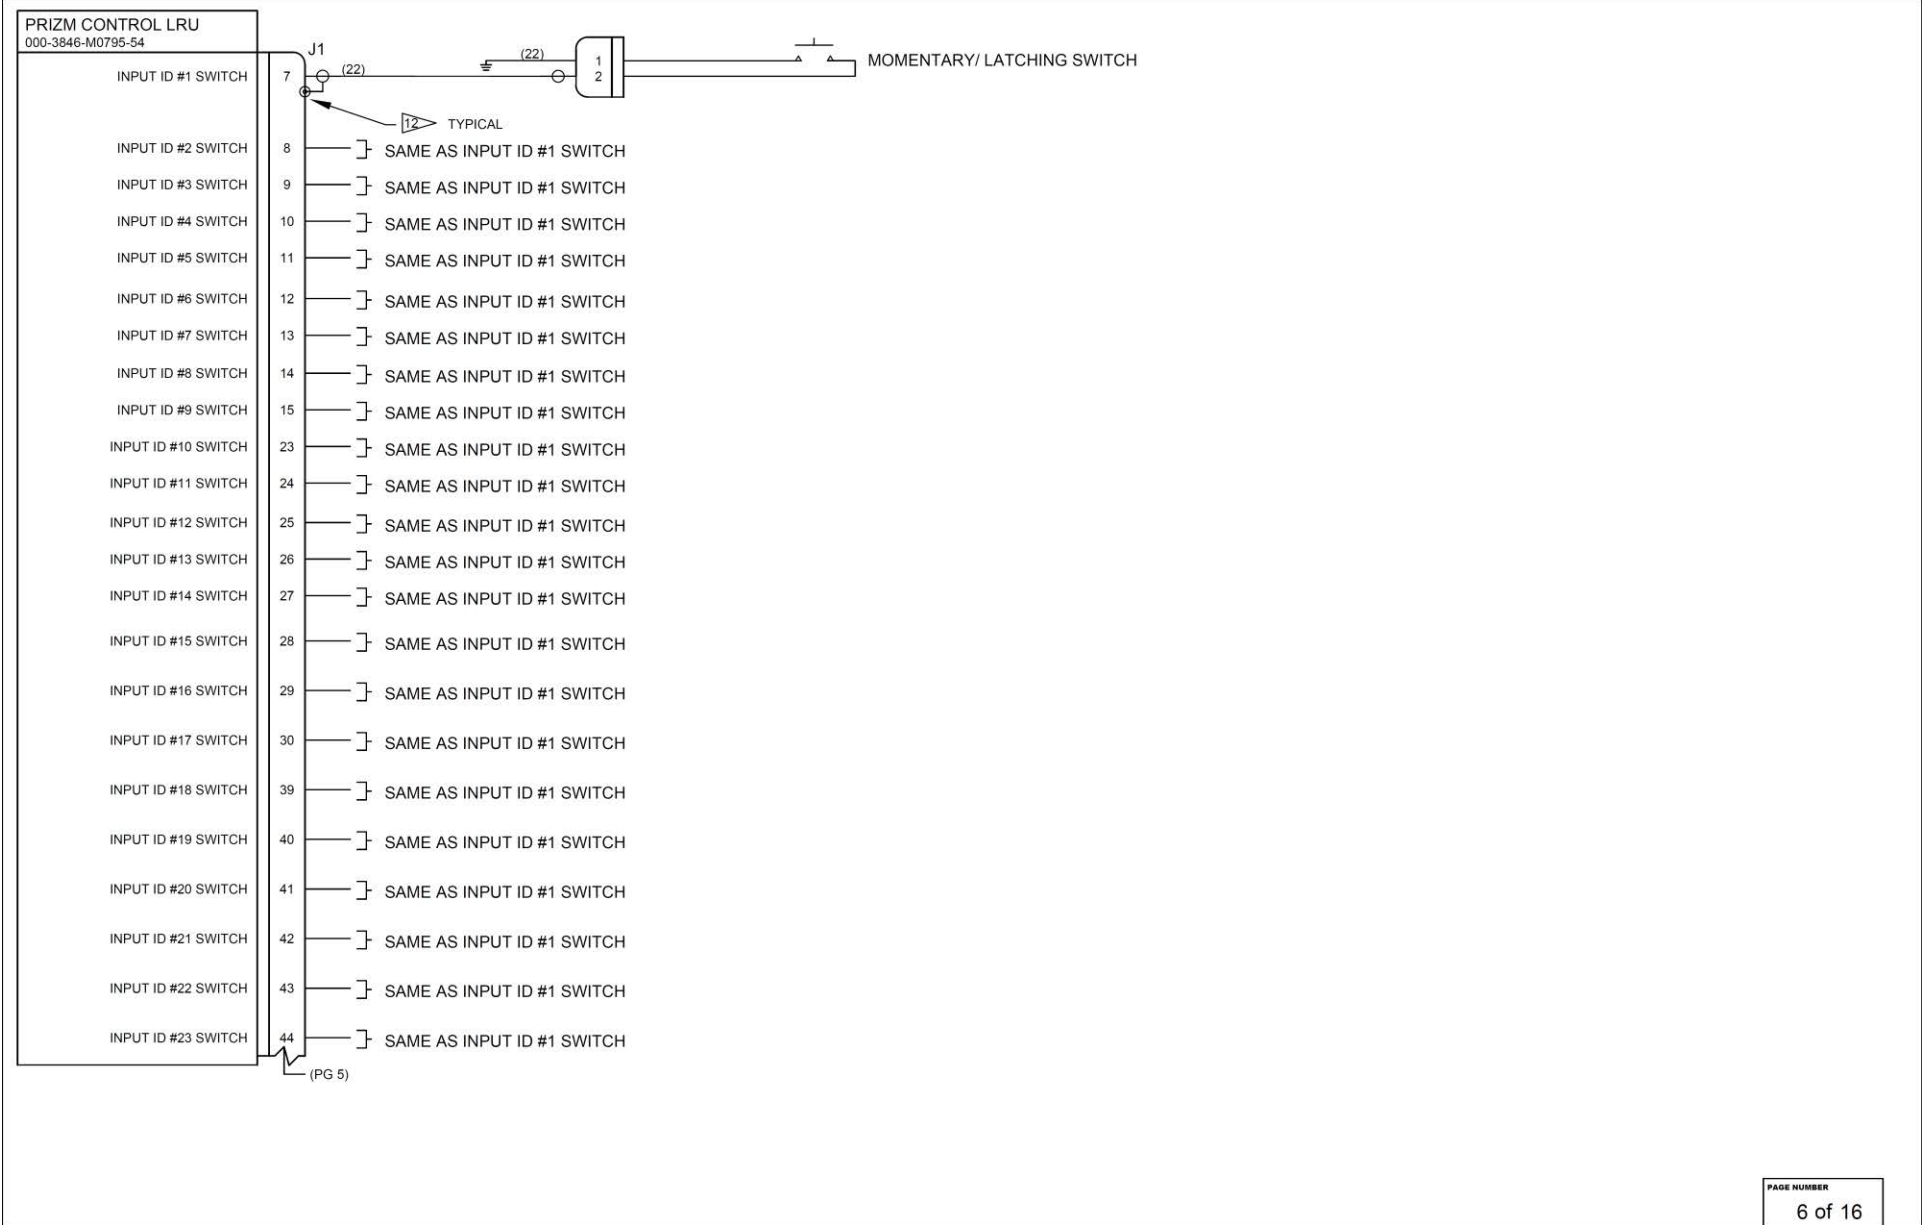 PRIZM CONTROL LRU
000-3846-M0795-54
J1
INPUT ID #1 SWITCH 7 (22) (22) 1 2 MOMENTARY/ LATCHING SWITCH
12 TYPICAL
INPUT ID #2 SWITCH 8 SAME AS INPUT ID #1 SWITCH
INPUT ID #3 SWITCH 9 SAME AS INPUT ID #1 SWITCH
INPUT ID #4 SWITCH 10 SAME AS INPUT ID #1 SWITCH
INPUT ID #5 SWITCH 11 SAME AS INPUT ID #1 SWITCH
INPUT ID #6 SWITCH 12 SAME AS INPUT ID #1 SWITCH
INPUT ID #7 SWITCH 13 SAME AS INPUT ID #1 SWITCH
INPUT ID #8 SWITCH 14 SAME AS INPUT ID #1 SWITCH
INPUT ID #9 SWITCH 15 SAME AS INPUT ID #1 SWITCH
INPUT ID #10 SWITCH 23 SAME AS INPUT ID #1 SWITCH
INPUT ID #11 SWITCH 24 SAME AS INPUT ID #1 SWITCH
INPUT ID #12 SWITCH 25 SAME AS INPUT ID #1 SWITCH
INPUT ID #13 SWITCH 26 SAME AS INPUT ID #1 SWITCH
INPUT ID #14 SWITCH 27 SAME AS INPUT ID #1 SWITCH
INPUT ID #15 SWITCH 28 SAME AS INPUT ID #1 SWITCH
INPUT ID #16 SWITCH 29 SAME AS INPUT ID #1 SWITCH
INPUT ID #17 SWITCH 30 SAME AS INPUT ID #1 SWITCH
INPUT ID #18 SWITCH 39 SAME AS INPUT ID #1 SWITCH
INPUT ID #19 SWITCH 40 SAME AS INPUT ID #1 SWITCH
INPUT ID #20 SWITCH 41 SAME AS INPUT ID #1 SWITCH
INPUT ID #21 SWITCH 42 SAME AS INPUT ID #1 SWITCH
INPUT ID #22 SWITCH 43 SAME AS INPUT ID #1 SWITCH
INPUT ID #23 SWITCH 44 SAME AS INPUT ID #1 SWITCH
(PG 5)
PAGE NUMBER
6 of 16